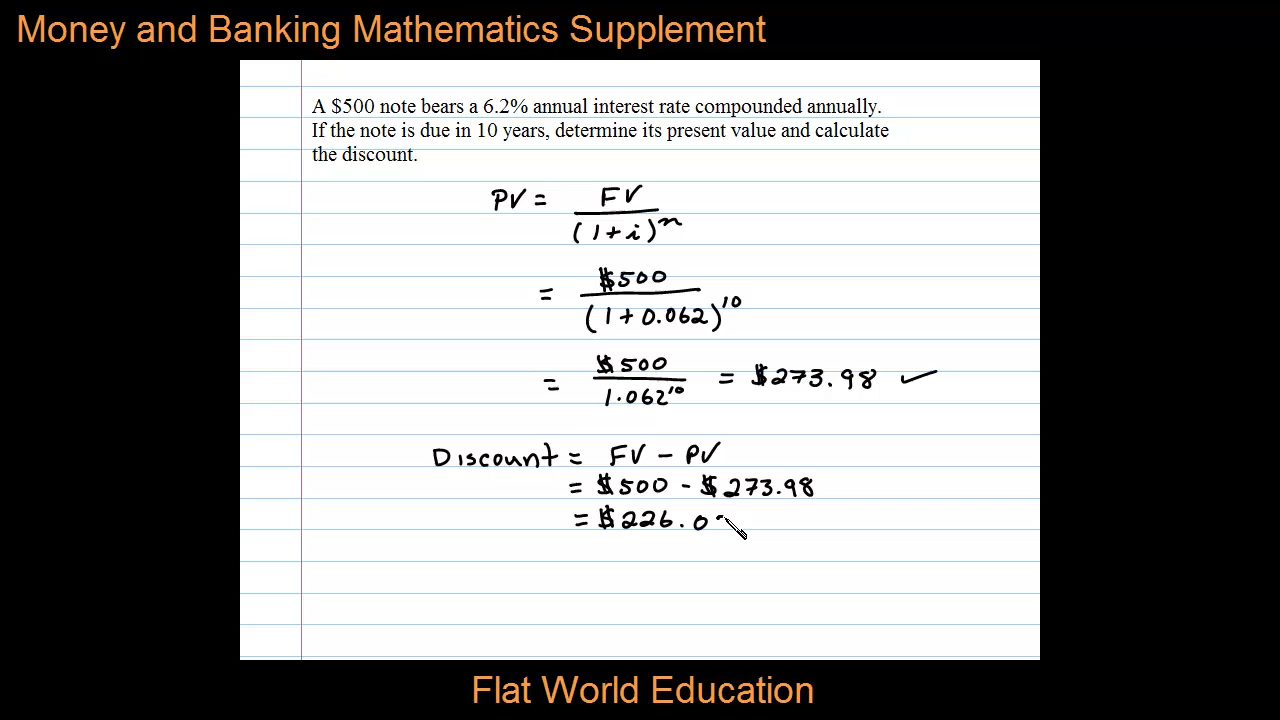 Money and Banking Mathematics Supplement
A $500 note bears a 6.2% annual interest rate compounded annually.
If the note is due in 10 years, determine its present value and calculate
the discount.
PV = FV / (1 + i)^n
= $500 / (1 + 0.062)^10
= $500 / 1.062^10 = $273.98 ✓
Discount = FV - PV
= $500 - $273.98
= $226.0
Flat World Education